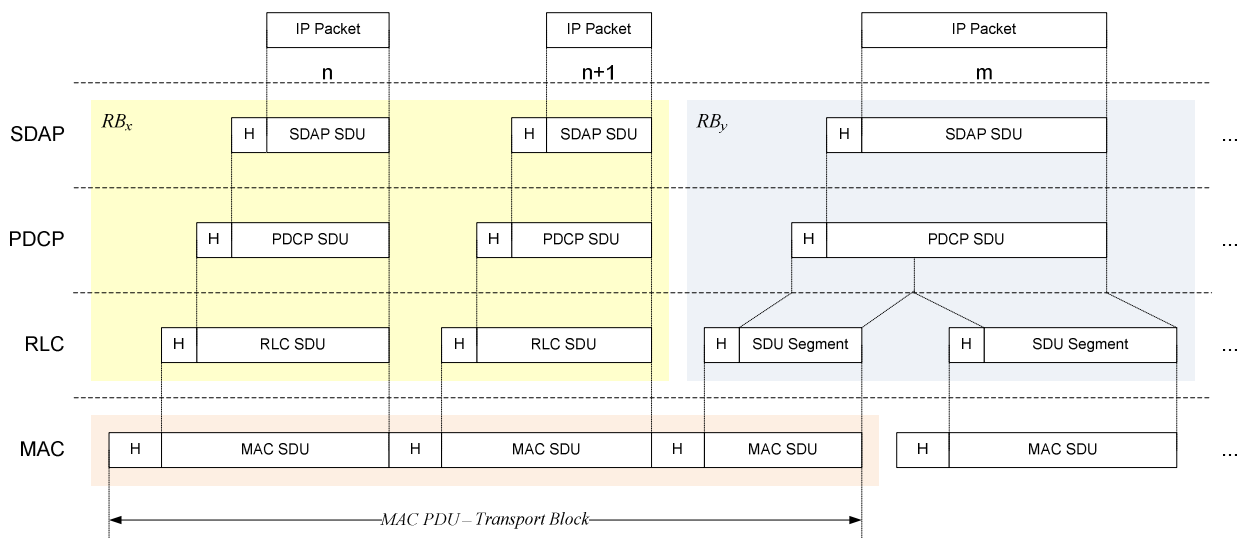 IP Packet IP Packet IP Packet
n n+1 m
RBx RBy
SDAP H SDAP SDU H SDAP SDU H SDAP SDU ...
PDCP H PDCP SDU H PDCP SDU H PDCP SDU ...
RLC H RLC SDU H RLC SDU H SDU Segment H SDU Segment ...
MAC H MAC SDU H MAC SDU H MAC SDU H MAC SDU ...
MAC PDU – Transport Block